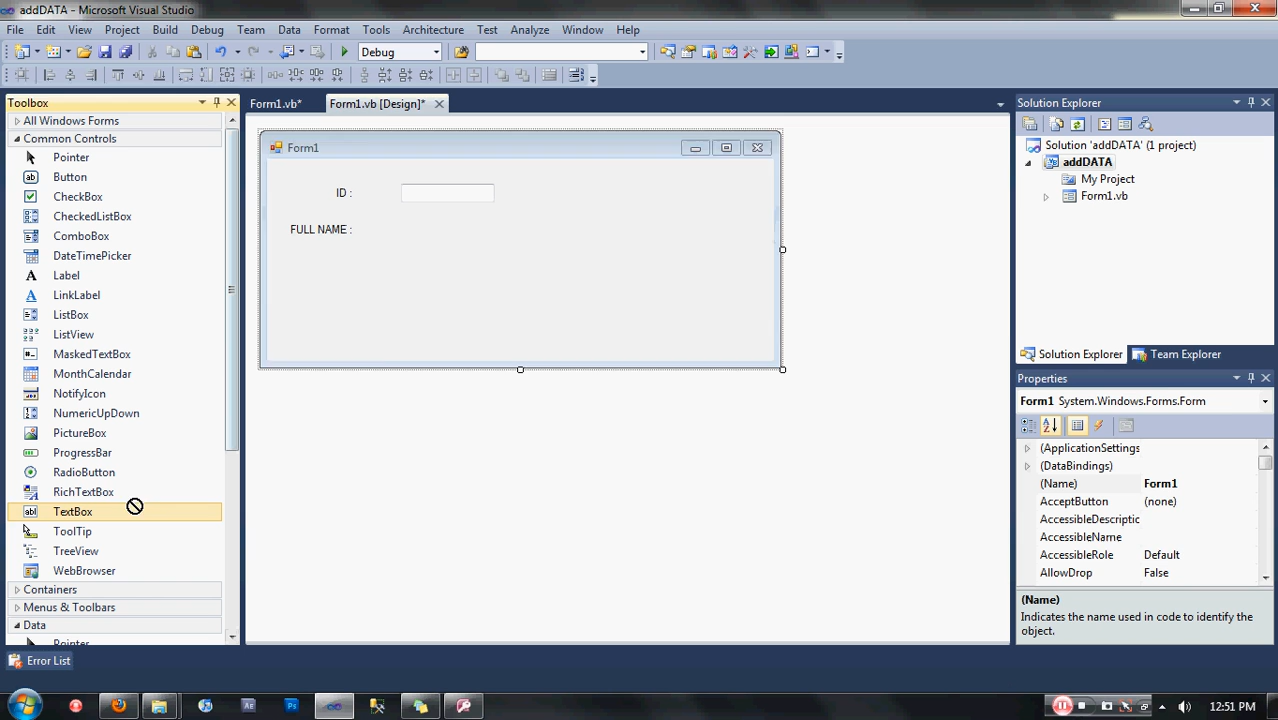 addDATA - Microsoft Visual Studio
File Edit View Project Build Debug Team Data Format Tools Architecture Test Analyze Window Help
Debug
Toolbox
All Windows Forms
Common Controls
Pointer
Button
CheckBox
CheckedListBox
ComboBox
DateTimePicker
Label
LinkLabel
ListBox
ListView
MaskedTextBox
MonthCalendar
NotifyIcon
NumericUpDown
PictureBox
ProgressBar
RadioButton
RichTextBox
TextBox
ToolTip
TreeView
WebBrowser
Containers
Menus & Toolbars
Data
Pointer
Form1.vb* Form1.vb [Design]*
Form1
ID :
FULL NAME :
Solution Explorer
Solution 'addDATA' (1 project)
addDATA
My Project
Form1.vb
Solution Explorer Team Explorer
Properties
Form1 System.Windows.Forms.Form
(ApplicationSettings
(DataBindings)
(Name) Form1
AcceptButton (none)
AccessibleDescriptic
AccessibleName
AccessibleRole Default
AllowDrop False
(Name)
Indicates the name used in code to identify the
object.
Error List
Ae Ps 12:51 PM